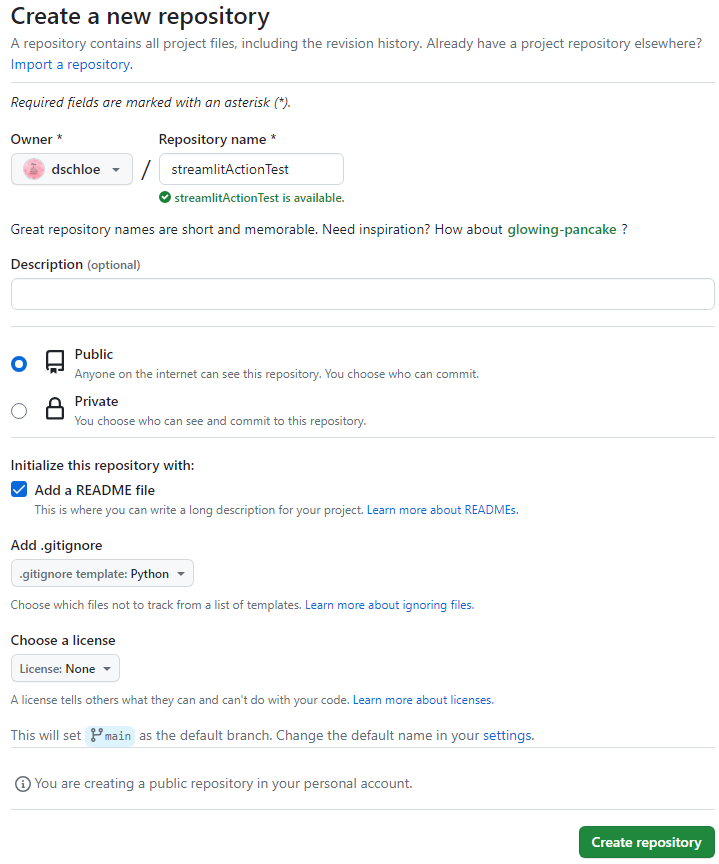 Create a new repository
A repository contains all project files, including the revision history. Already have a project repository elsewhere?
Import a repository.
Required fields are marked with an asterisk (*).
Owner * Repository name *
dschloe / streamlitActionTest
streamlitActionTest is available.
Great repository names are short and memorable. Need inspiration? How about glowing-pancake ?
Description (optional)
Public
Anyone on the internet can see this repository. You choose who can commit.
Private
You choose who can see and commit to this repository.
Initialize this repository with:
Add a README file
This is where you can write a long description for your project. Learn more about READMEs.
Add .gitignore
.gitignore template: Python
Choose which files not to track from a list of templates. Learn more about ignoring files.
Choose a license
License: None
A license tells others what they can and can't do with your code. Learn more about licenses.
This will set main as the default branch. Change the default name in your settings.
You are creating a public repository in your personal account.
Create repository